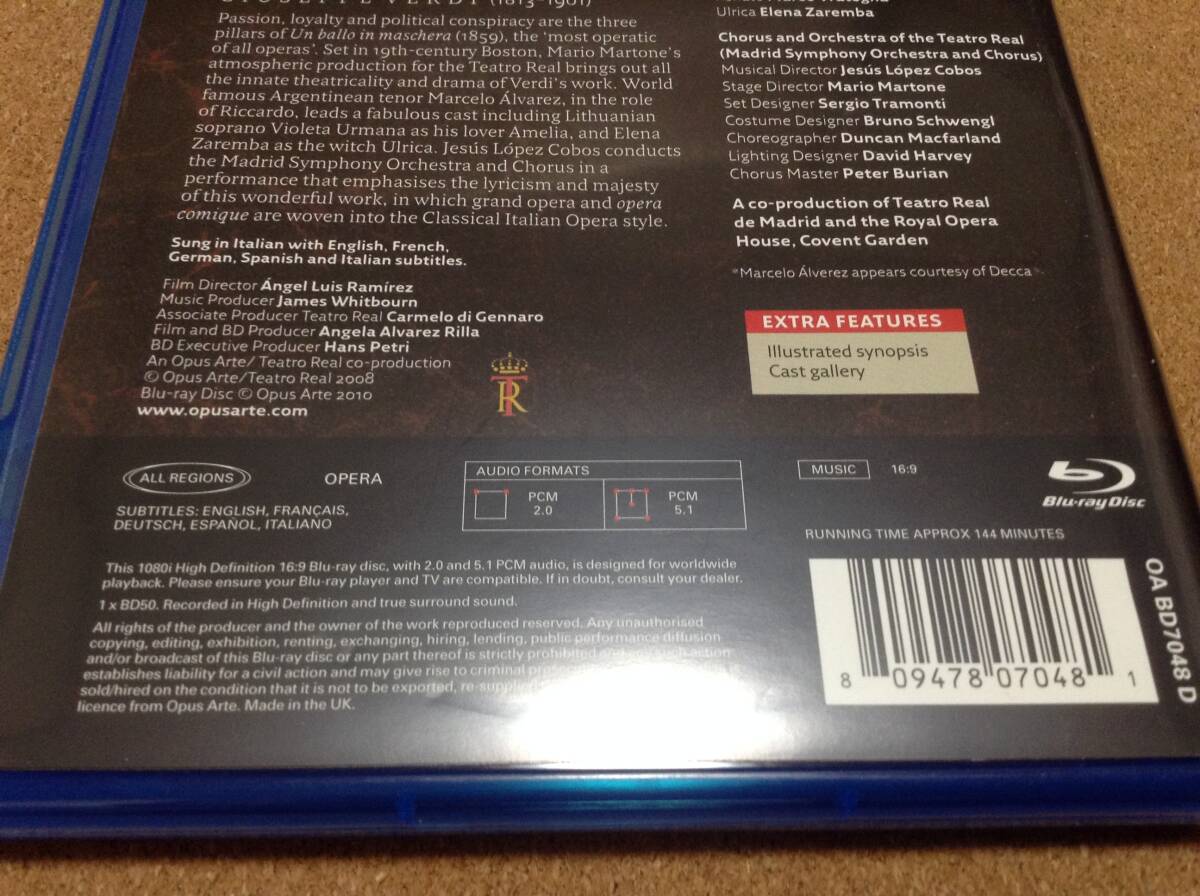 GIUSEPPE VERDI (1813–1901)
Passion, loyalty and political conspiracy are the three
pillars of Un ballo in maschera (1859), the ‘most operatic
of all operas’. Set in 19th-century Boston, Mario Martone’s
atmospheric production for the Teatro Real brings out all
the innate theatricality and drama of Verdi’s work. World
famous Argentinean tenor Marcelo Álvarez, in the role
of Riccardo, leads a fabulous cast including Lithuanian
soprano Violeta Urmana as his lover Amelia, and Elena
Zaremba as the witch Ulrica. Jesús López Cobos conducts
the Madrid Symphony Orchestra and Chorus in a
performance that emphasises the lyricism and majesty
of this wonderful work, in which grand opera and opera
comique are woven into the Classical Italian Opera style.
Sung in Italian with English, French,
German, Spanish and Italian subtitles.
Film Director Ángel Luis Ramírez
Music Producer James Whitbourn
Associate Producer Teatro Real Carmelo di Gennaro
Film and BD Producer Angela Alvarez Rilla
BD Executive Producer Hans Petri
An Opus Arte/ Teatro Real co-production
© Opus Arte/Teatro Real 2008
Blu-ray Disc © Opus Arte 2010
www.opusarte.com
TR
Ulrica Elena Zaremba
Chorus and Orchestra of the Teatro Real
(Madrid Symphony Orchestra and Chorus)
Musical Director Jesús López Cobos
Stage Director Mario Martone
Set Designer Sergio Tramonti
Costume Designer Bruno Schwengl
Choreographer Duncan Macfarland
Lighting Designer David Harvey
Chorus Master Peter Burian
A co-production of Teatro Real
de Madrid and the Royal Opera
House, Covent Garden
*Marcelo Álverez appears courtesy of Decca
EXTRA FEATURES
Illustrated synopsis
Cast gallery
ALL REGIONS
OPERA
SUBTITLES: ENGLISH, FRANÇAIS,
DEUTSCH, ESPAÑOL, ITALIANO
AUDIO FORMATS
PCM
2.0
PCM
5.1
MUSIC
16:9
Blu-ray Disc
RUNNING TIME APPROX 144 MINUTES
This 1080i High Definition 16:9 Blu-ray disc, with 2.0 and 5.1 PCM audio, is designed for worldwide
playback. Please ensure your Blu-ray player and TV are compatible. If in doubt, consult your dealer.
1 x BD50. Recorded in High Definition and true surround sound.
All rights of the producer and the owner of the work reproduced reserved. Any unauthorised
copying, editing, exhibition, renting, exchanging, hiring, lending, public performance diffusion
and/or broadcast of this Blu-ray disc or any part thereof is strictly prohibited and any such action
establishes liability for a civil action and may give rise to criminal
sold/hired on the condition that it is not to be exported,
licence from Opus Arte. Made in the UK.
8 09478 07048 1
OA BD7048 D